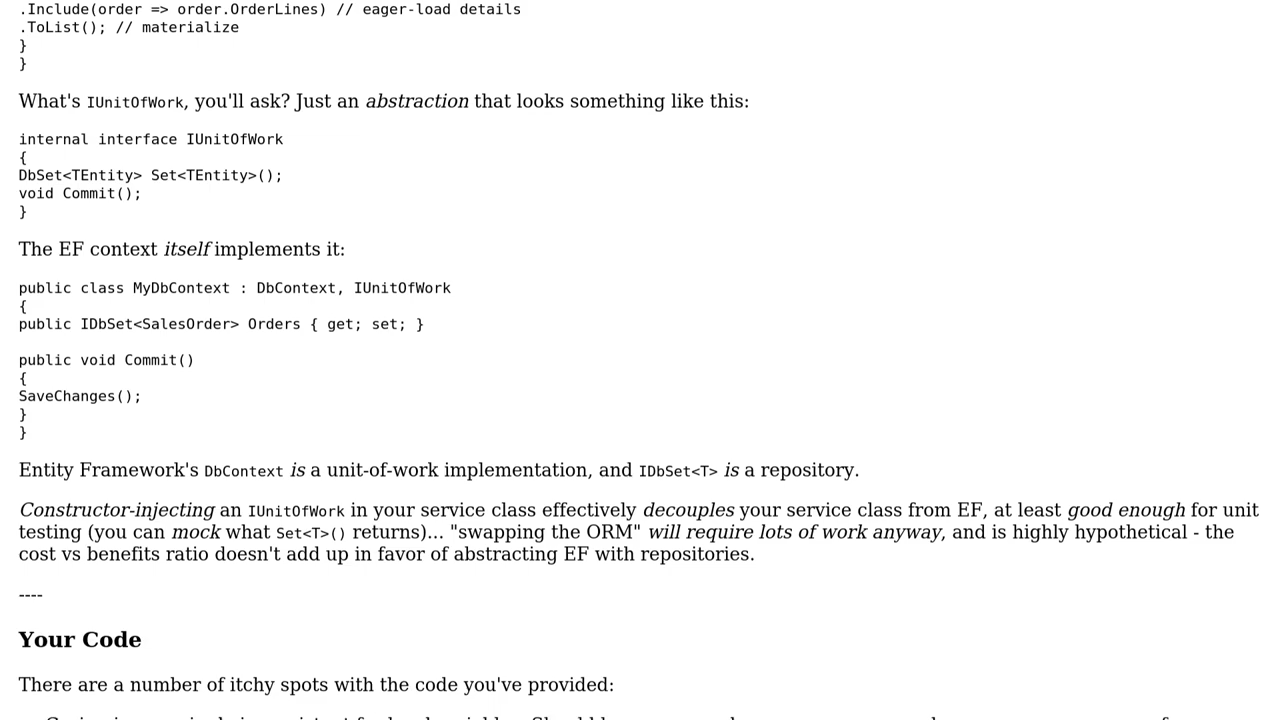 .Include(order => order.OrderLines) // eager-load details
.ToList(); // materialize
}
}
What's IUnitOfWork, you'll ask? Just an abstraction that looks something like this:
internal interface IUnitOfWork
{
DbSet<TEntity> Set<TEntity>();
void Commit();
}
The EF context itself implements it:
public class MyDbContext : DbContext, IUnitOfWork
{
public IDbSet<SalesOrder> Orders { get; set; }
public void Commit()
{
SaveChanges();
}
}
Entity Framework's DbContext is a unit-of-work implementation, and IDbSet<T> is a repository.
Constructor-injecting an IUnitOfWork in your service class effectively decouples your service class from EF, at least good enough for unit
testing (you can mock what Set<T>() returns)... "swapping the ORM" will require lots of work anyway, and is highly hypothetical - the
cost vs benefits ratio doesn't add up in favor of abstracting EF with repositories.
----
Your Code
There are a number of itchy spots with the code you've provided: